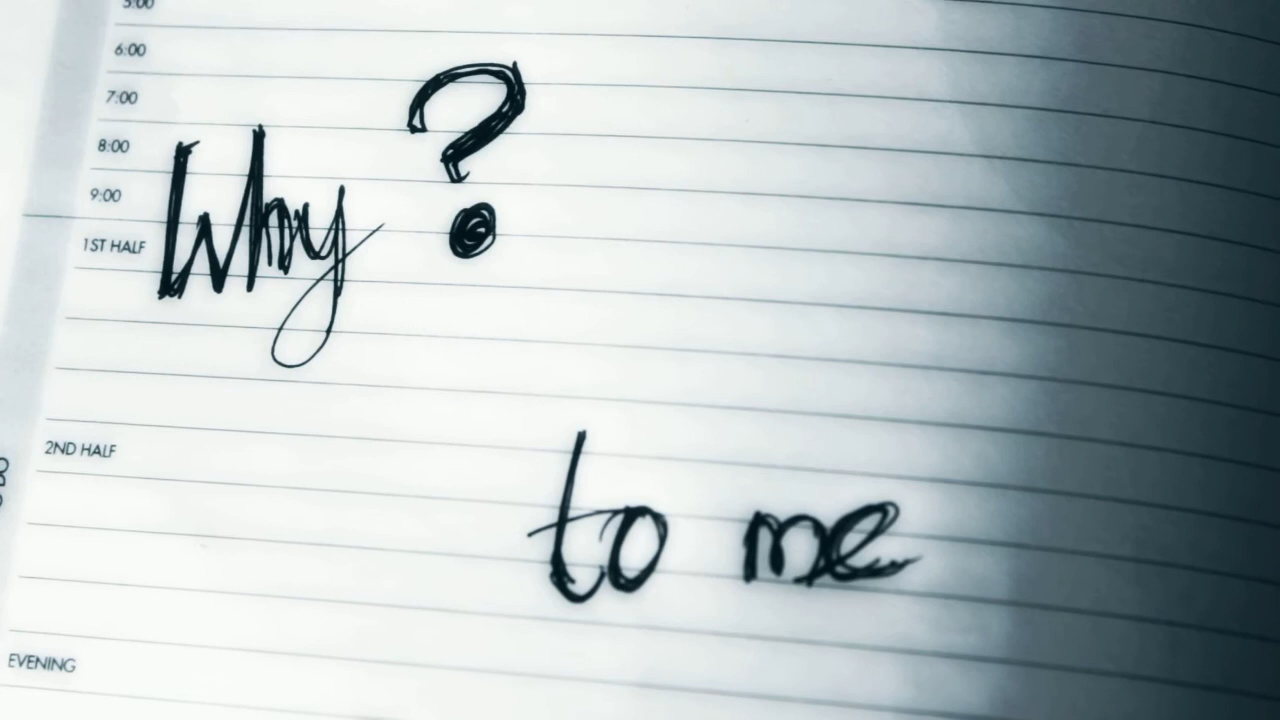 5:00
6:00
7:00
8:00
9:00
Why?
1ST HALF
2ND HALF
to me
EVENING